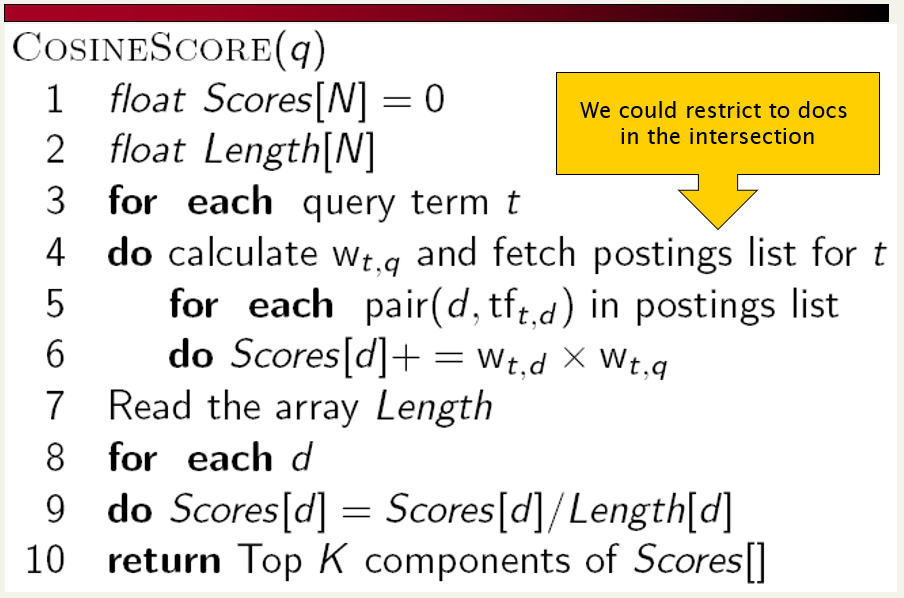 COSINESCORE(q)
1 float Scores[N] = 0
2 float Length[N]
We could restrict to docs
in the intersection
3 for each query term t
4 do calculate w_{t,q} and fetch postings list for t
5 for each pair(d, tf_{t,d}) in postings list
6 do Scores[d]+ = w_{t,d} × w_{t,q}
7 Read the array Length
8 for each d
9 do Scores[d] = Scores[d]/Length[d]
10 return Top K components of Scores[]